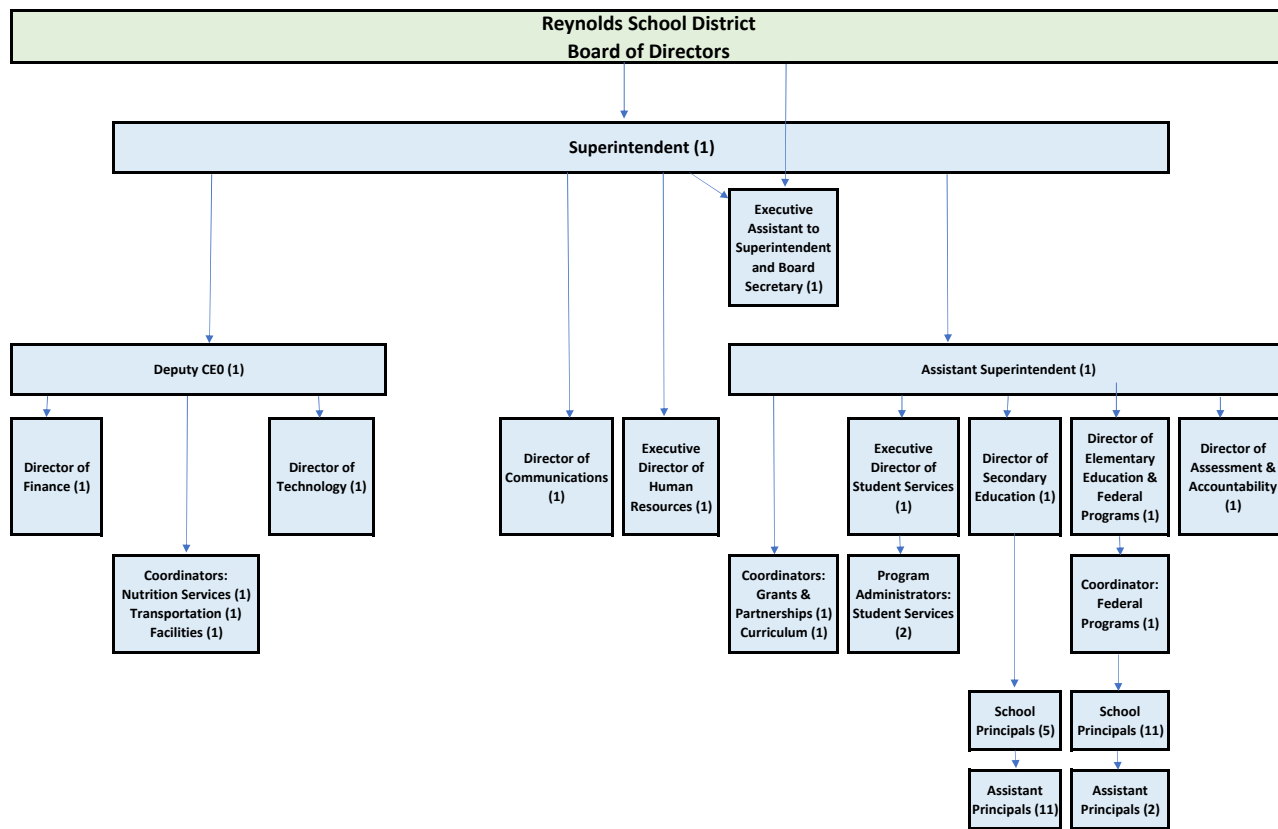 Reynolds School District
Board of Directors
Superintendent (1)
Executive
Assistant to
Superintendent
and Board
Secretary (1)
Deputy CE0 (1)
Assistant Superintendent (1)
Director of
Finance (1)
Director of
Technology (1)
Director of
Communications
(1)
Executive
Director of
Human
Resources (1)
Executive
Director of
Student Services
(1)
Director of
Secondary
Education (1)
Director of
Elementary
Education &
Federal
Programs (1)
Director of
Assessment &
Accountability
(1)
Coordinators:
Nutrition Services (1)
Transportation (1)
Facilities (1)
Coordinators:
Grants &
Partnerships (1)
Curriculum (1)
Program
Administrators:
Student Services
(2)
Coordinator:
Federal
Programs (1)
School
Principals (5)
School
Principals (11)
Assistant
Principals (11)
Assistant
Principals (2)